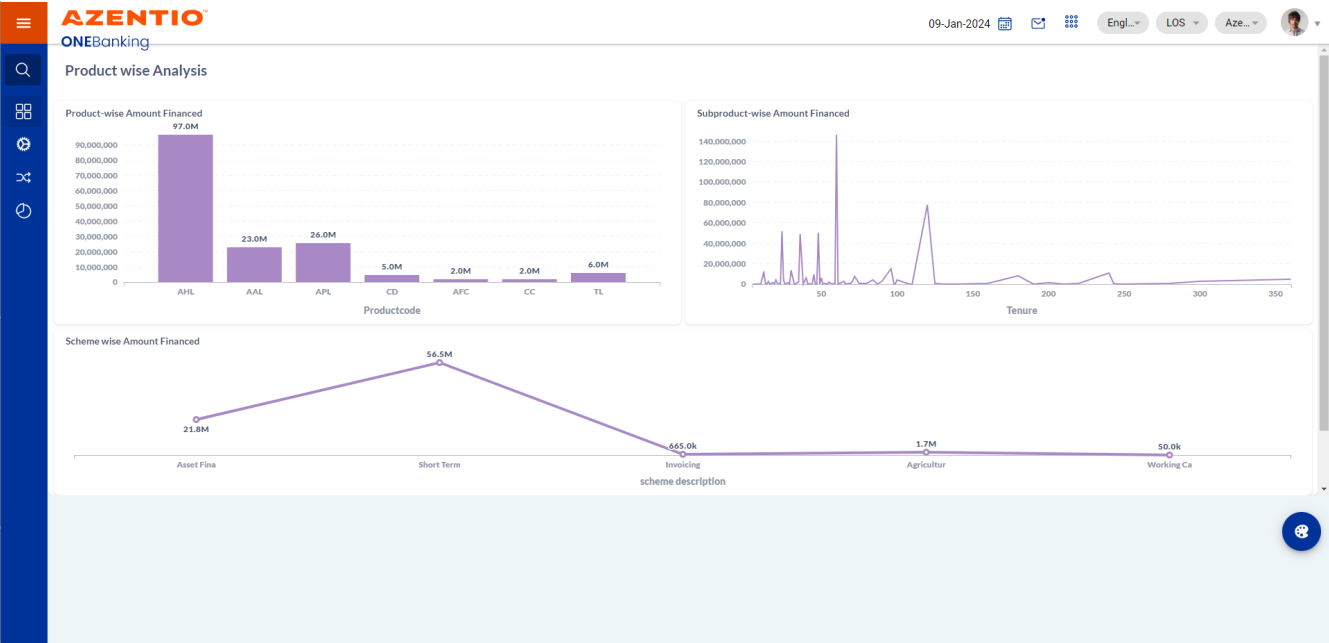 AZENTIO™
ONEBanking
09-Jan-2024
Engl...
LOS
Aze...
Product wise Analysis
Product-wise Amount Financed
97.0M
90,000,000
80,000,000
70,000,000
60,000,000
50,000,000
40,000,000
30,000,000
20,000,000
10,000,000
0
23.0M
26.0M
5.0M
2.0M
2.0M
6.0M
AHL AAL APL CD AFC CC TL
Productcode
Subproduct-wise Amount Financed
140,000,000
120,000,000
100,000,000
80,000,000
60,000,000
40,000,000
20,000,000
0
50 100 150 200 250 300 350
Tenure
Scheme wise Amount Financed
56.5M
21.8M
665.0k
1.7M
50.0k
Asset Fina Short Term Invoicing Agricultur Working Ca
scheme description